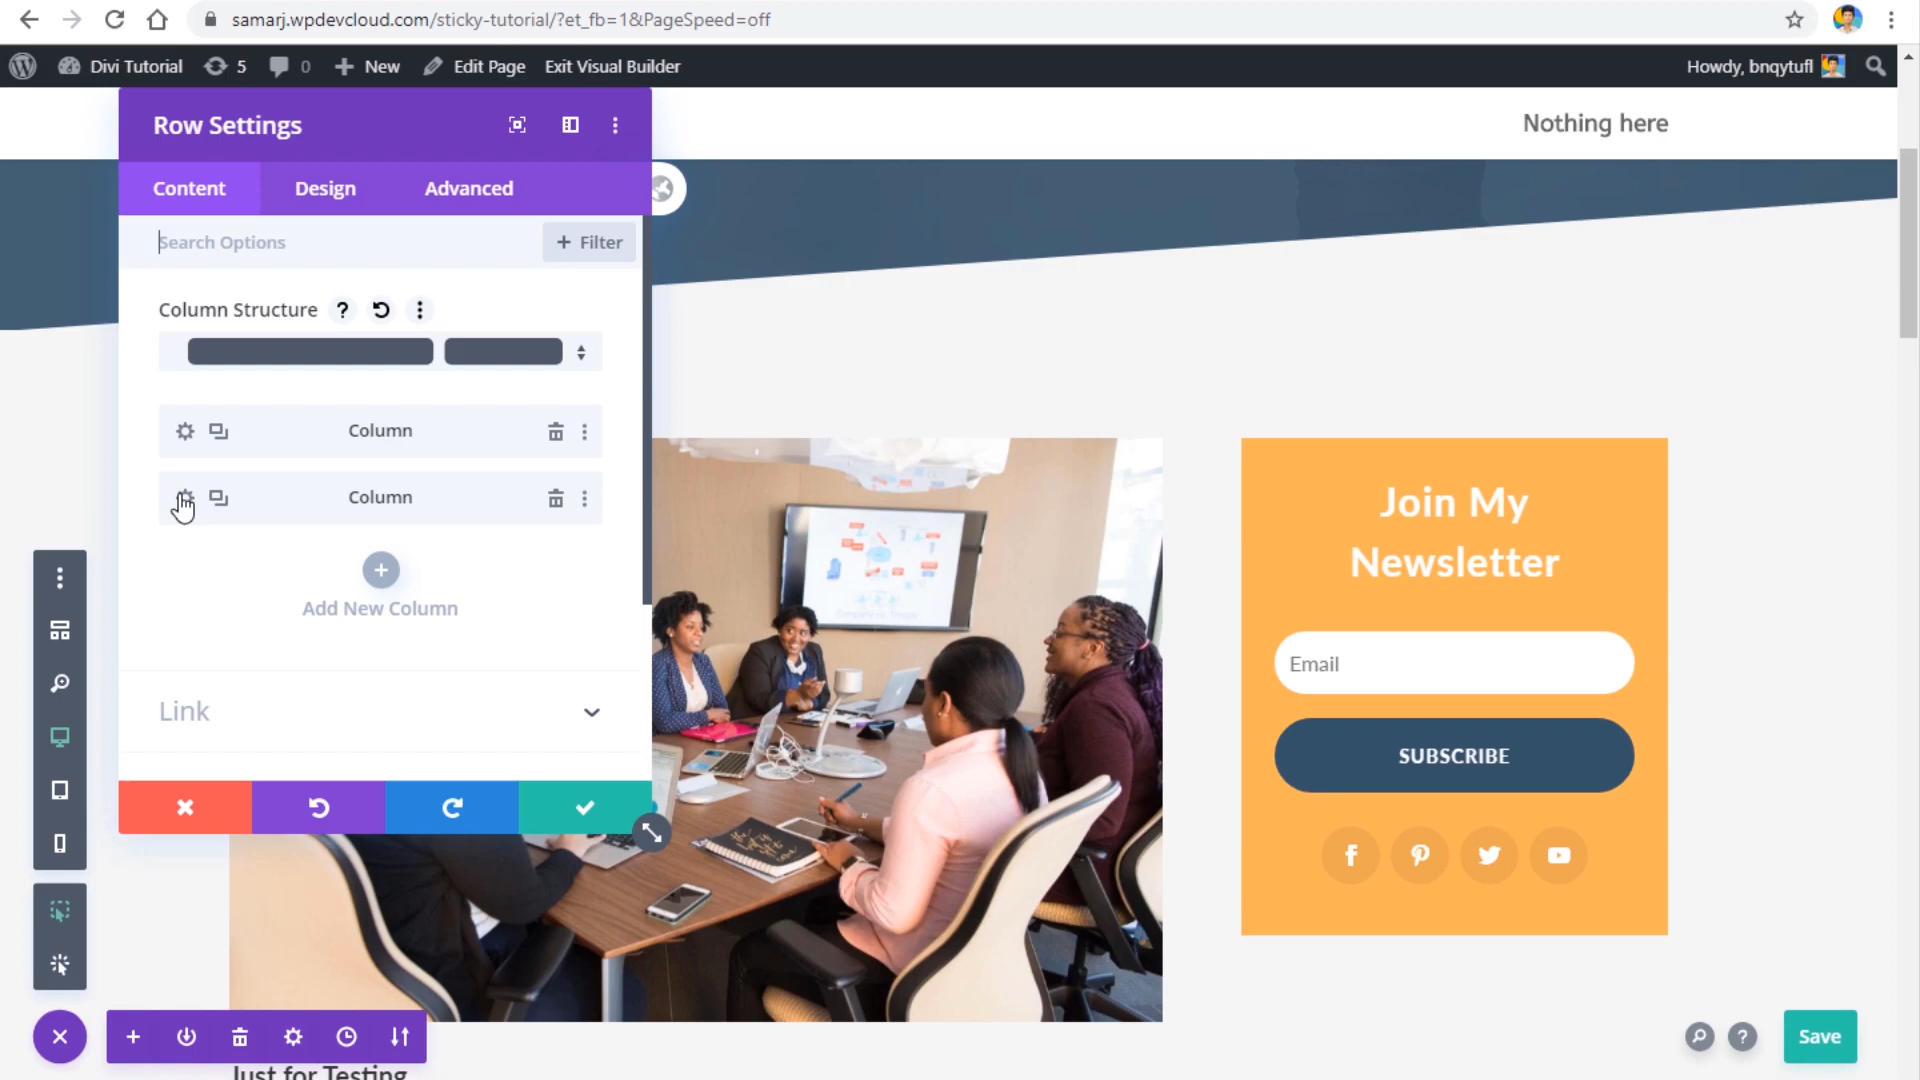 samarj.wpdevcloud.com/sticky-tutorial/?et_fb=1&PageSpeed=off
Divi Tutorial 5 0 New Edit Page Exit Visual Builder Howdy, bnqytufl
Nothing here
Row Settings
Content Design Advanced
Search Options + Filter
Column Structure ?
Column
Column
Add New Column
Link
Join My
Newsletter
Email
SUBSCRIBE
Save
Just for Testing